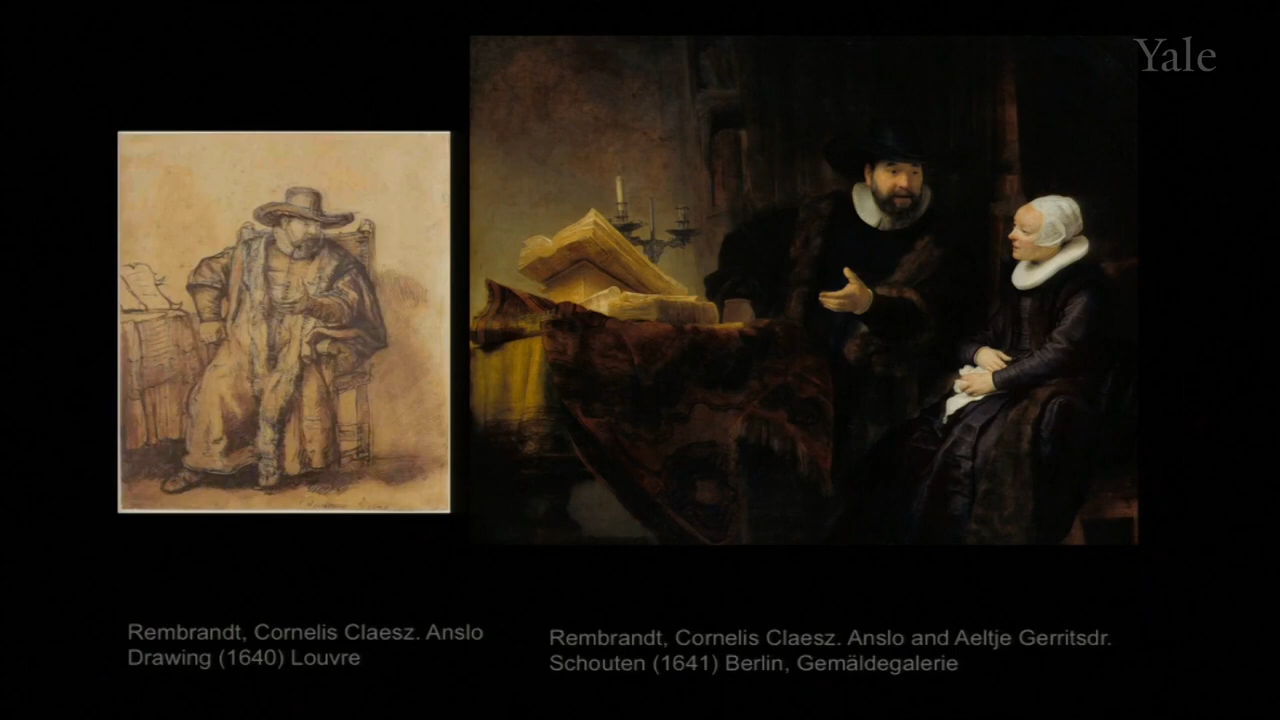 Yale
Rembrandt, Cornelis Claesz. Anslo
Drawing (1640) Louvre
Rembrandt, Cornelis Claesz. Anslo and Aeltje Gerritsdr.
Schouten (1641) Berlin, Gemäldegalerie